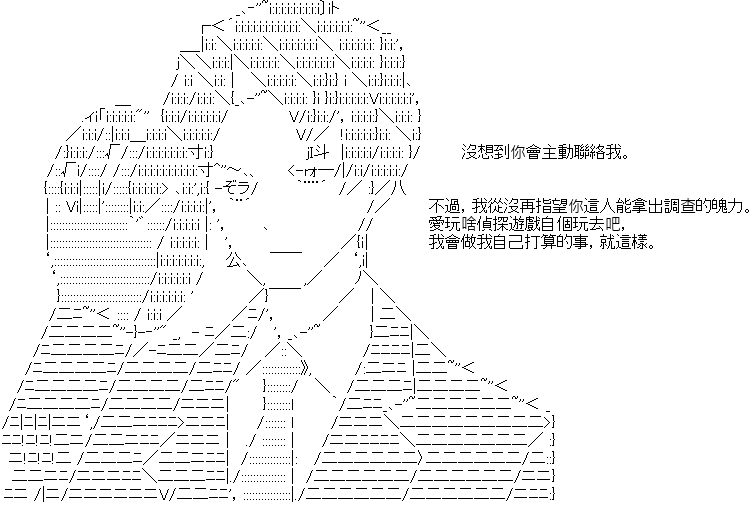 沒想到你會主動聯絡我。
不過，我從沒再指望你這人能拿出調查的魄力。
愛玩啥偵探遊戲自個玩去吧，
我會做我自己打算的事，就這樣。